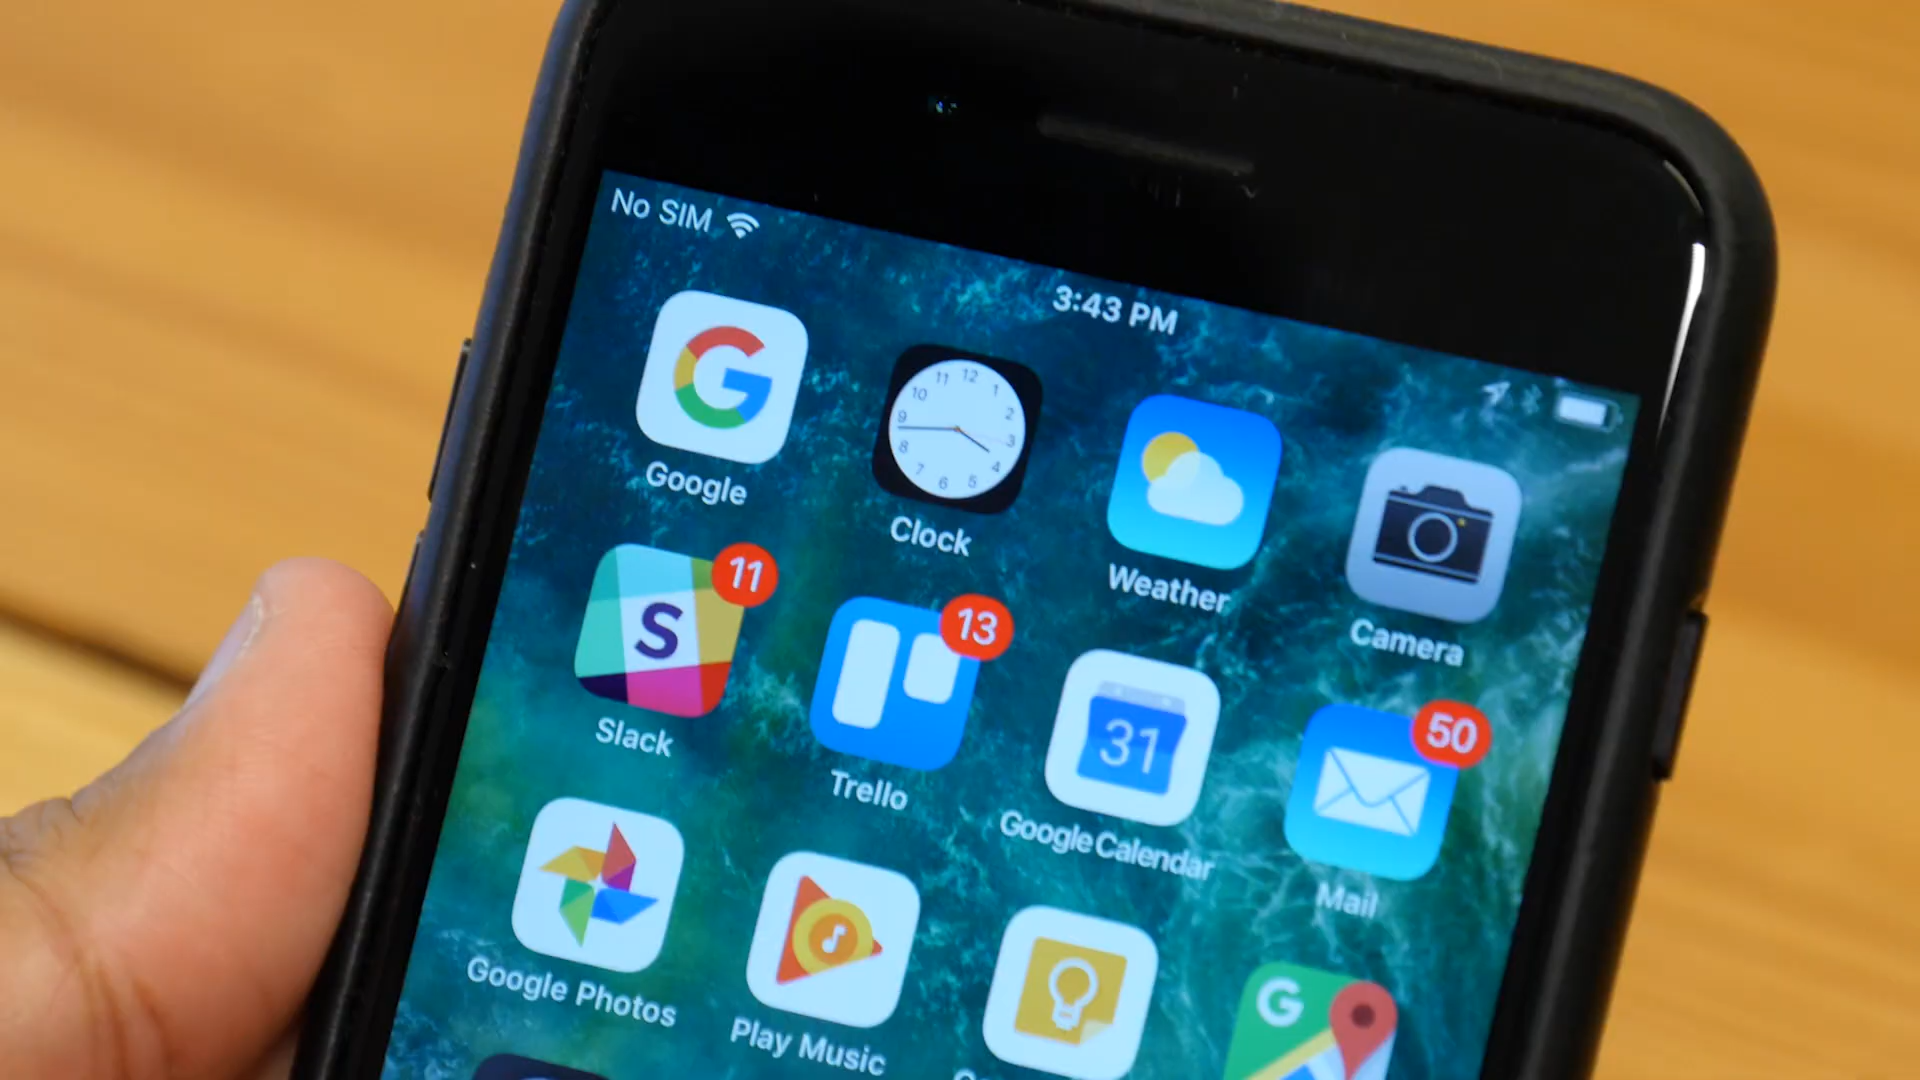 No SIM
3:43 PM
Google
Clock
Weather
Camera
11
13
50
S
31
Slack
Trello
Google Calendar
Mail
G
Google Photos
Play Music